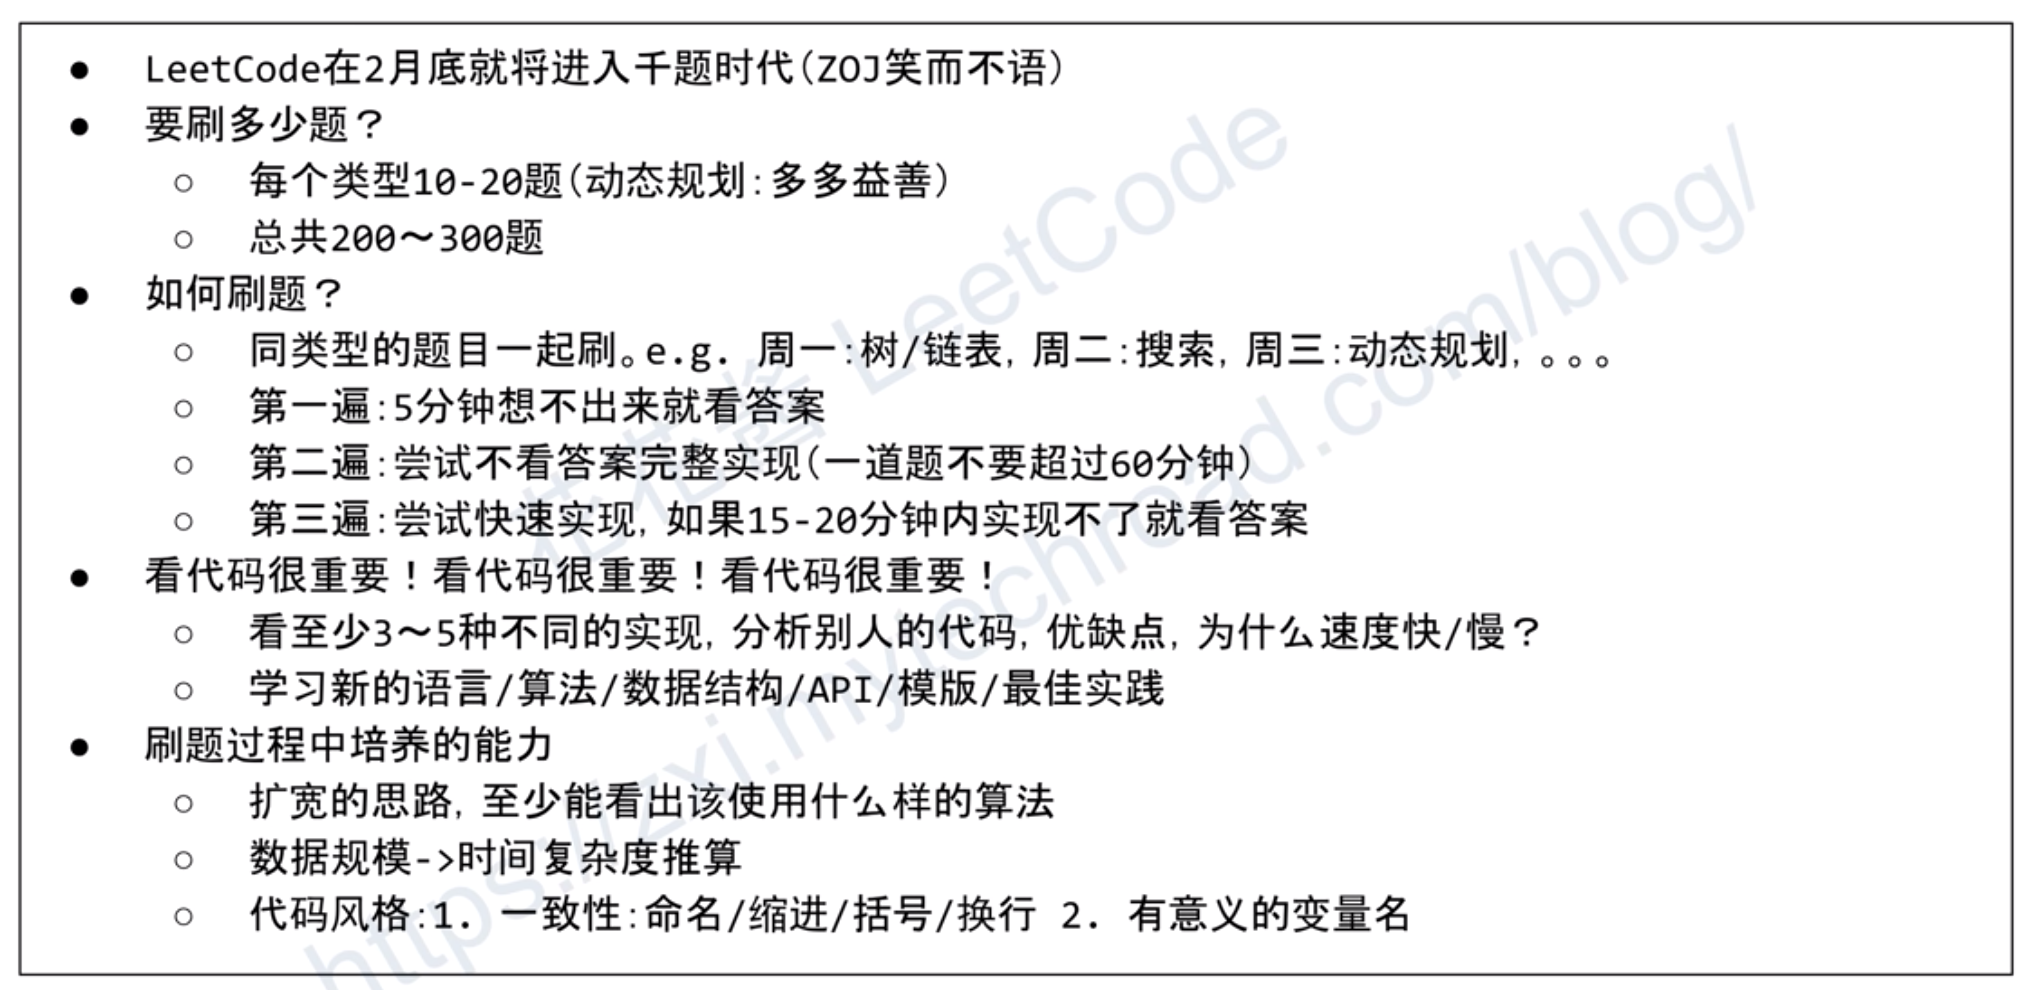 ● LeetCode在2月底就将进入千题时代(ZOJ笑而不语)
● 要刷多少题？
○ 每个类型10-20题(动态规划:多多益善)
○ 总共200～300题
● 如何刷题？
○ 同类型的题目一起刷。e.g. 周一:树/链表, 周二:搜索, 周三:动态规划, 。。。
○ 第一遍:5分钟想不出来就看答案
○ 第二遍:尝试不看答案完整实现(一道题不要超过60分钟)
○ 第三遍:尝试快速实现, 如果15-20分钟内实现不了就看答案
● 看代码很重要！看代码很重要！看代码很重要！
○ 看至少3～5种不同的实现, 分析别人的代码, 优缺点, 为什么速度快/慢？
○ 学习新的语言/算法/数据结构/API/模版/最佳实践
● 刷题过程中培养的能力
○ 扩宽的思路, 至少能看出该使用什么样的算法
○ 数据规模->时间复杂度推算
○ 代码风格:1. 一致性:命名/缩进/括号/换行 2. 有意义的变量名
花花酱 LeetCode
https://zxi.mytechroad.com/blog/